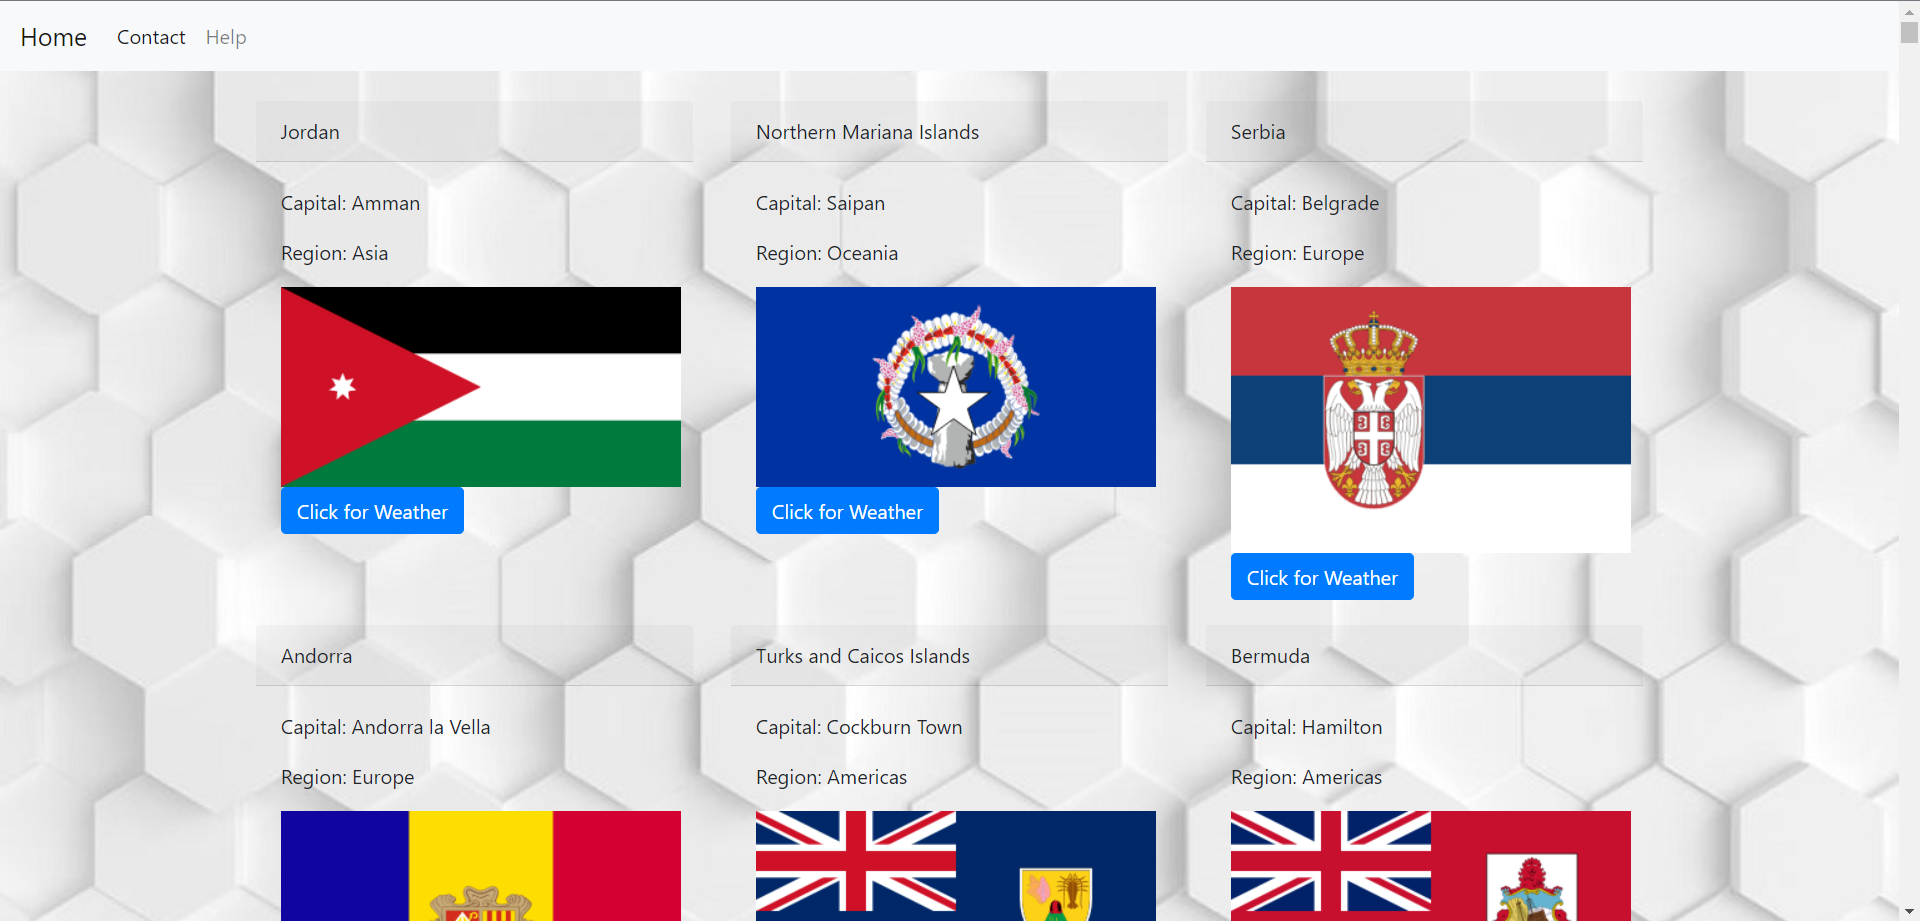 Home Contact Help
Jordan
Capital: Amman
Region: Asia
Click for Weather
Northern Mariana Islands
Capital: Saipan
Region: Oceania
Click for Weather
Serbia
Capital: Belgrade
Region: Europe
Click for Weather
Andorra
Capital: Andorra la Vella
Region: Europe
Turks and Caicos Islands
Capital: Cockburn Town
Region: Americas
Bermuda
Capital: Hamilton
Region: Americas